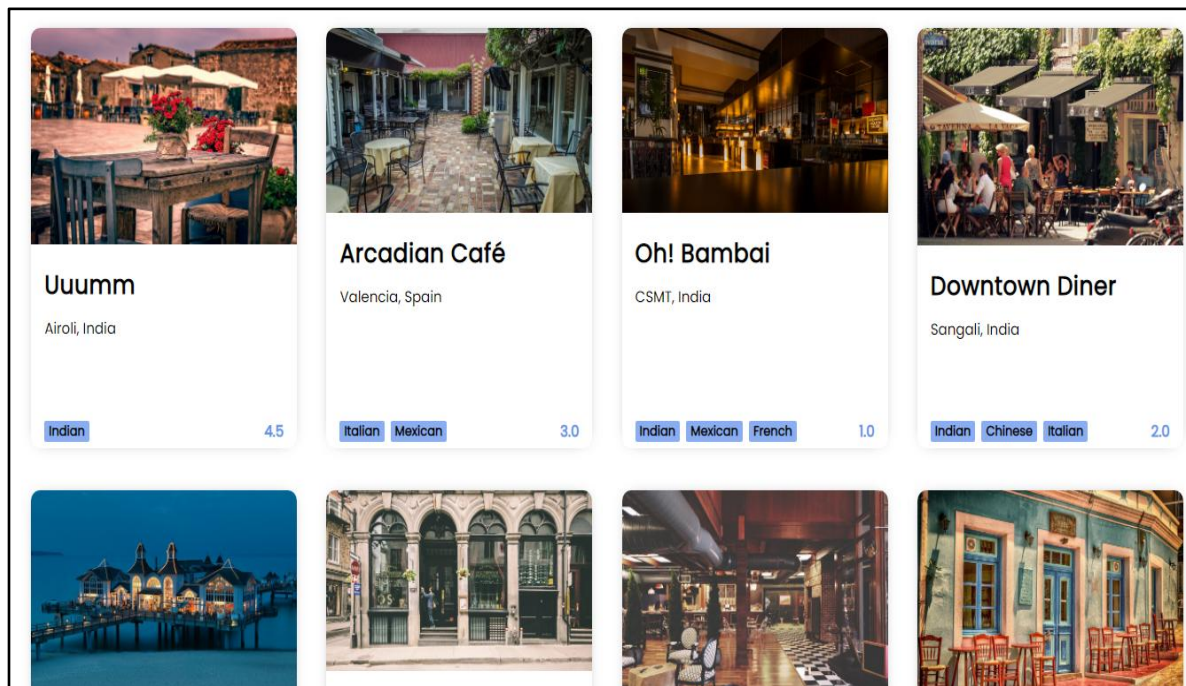 Uuumm
Airoli, India
Indian
4.5
Arcadian Café
Valencia, Spain
Italian Mexican
3.0
Oh! Bambai
CSMT, India
Indian Mexican French
1.0
Downtown Diner
Sangali, India
Indian Chinese Italian
2.0